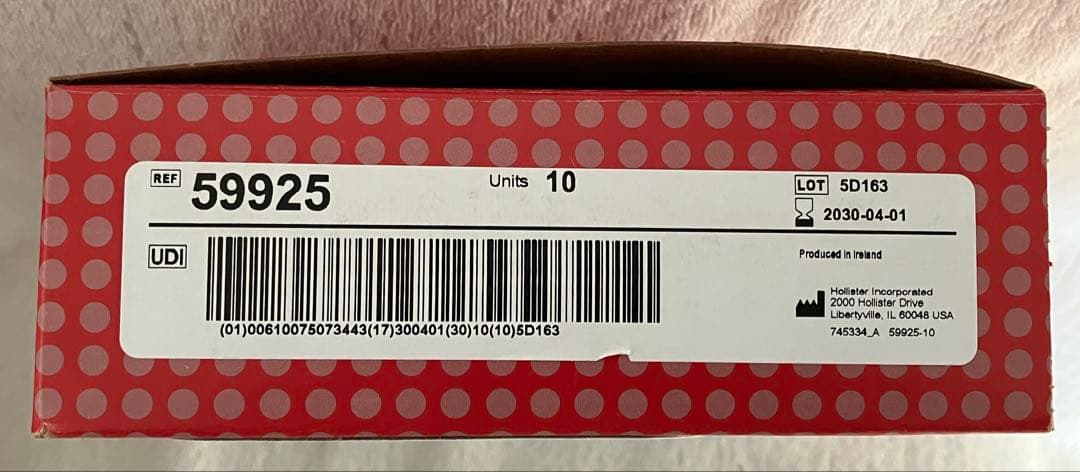 REF 59925 Units 10 LOT 5D163
2030-04-01
UDI
Produced in Ireland
(01)00610075073443(17)300401(30)10(10)5D163
Hollister Incorporated
2000 Hollister Drive
Libertyville, IL 60048 USA
745334_A 59925-10